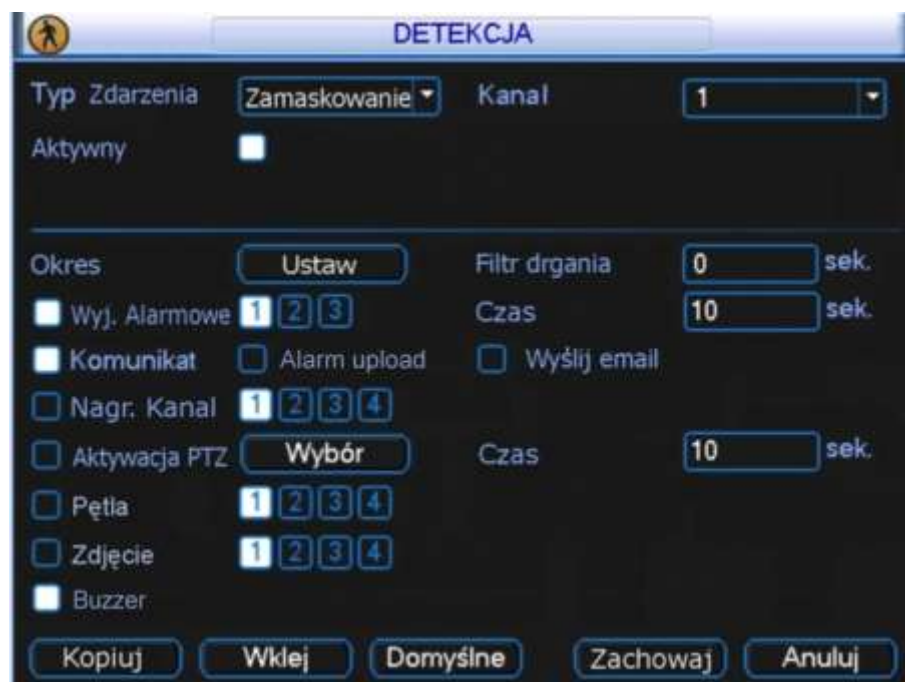 DETEKCJA
Typ Zdarzenia Zamaskowanie Kanal 1
Aktywny
Okres Ustaw Filtr drgania 0 sek.
Wyj. Alarmowe 1 2 3 Czas 10 sek.
Komunikat Alarm upload Wyślij email
Nagr. Kanal 1 2 3 4
Aktywacja PTZ Wybór Czas 10 sek.
Pętla 1 2 3 4
Zdjęcie 1 2 3 4
Buzzer
Kopiuj Wklej Domyślne Zachowaj Anuluj